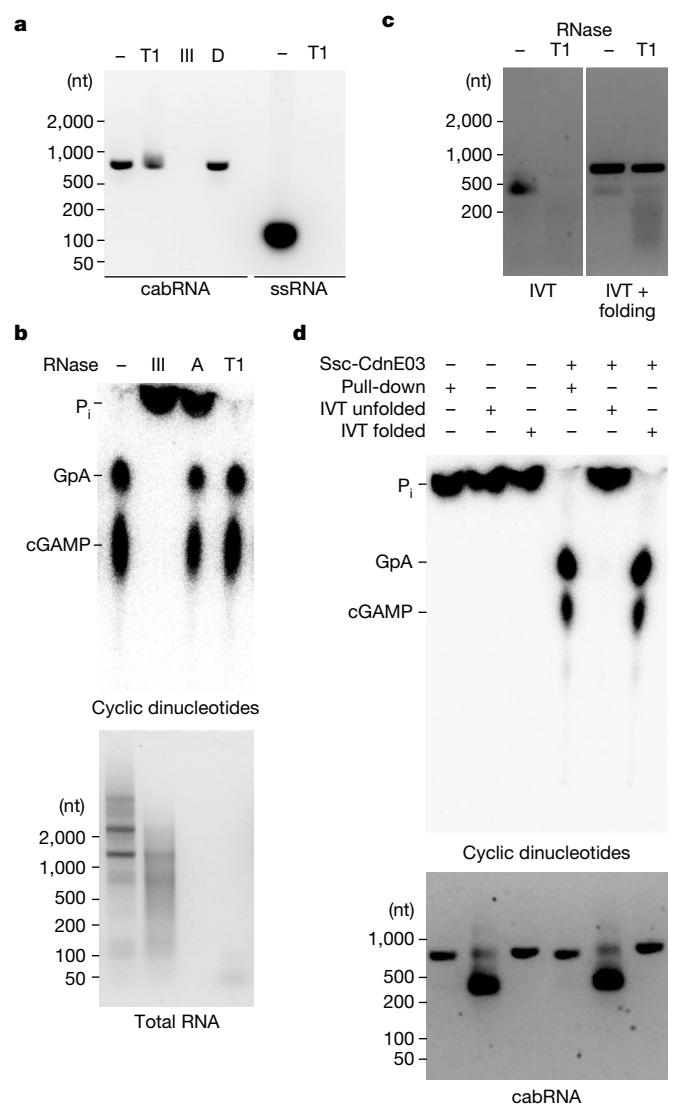 a
– T1 III D – T1
(nt)
2,000
1,000
500
200
100
50
cabRNA ssRNA
c
RNase
– T1 – T1
(nt)
2,000
1,000
500
200
IVT IVT +
folding
b
RNase – III A T1
Pi
GpA
cGAMP
Cyclic dinucleotides
(nt)
2,000
1,000
500
200
100
50
Total RNA
d
Ssc-CdnE03 – – – + + +
Pull-down + – – + – –
IVT unfolded – + – – + –
IVT folded – – + – – +
Pi
GpA
cGAMP
Cyclic dinucleotides
(nt)
1,000
500
200
100
50
cabRNA